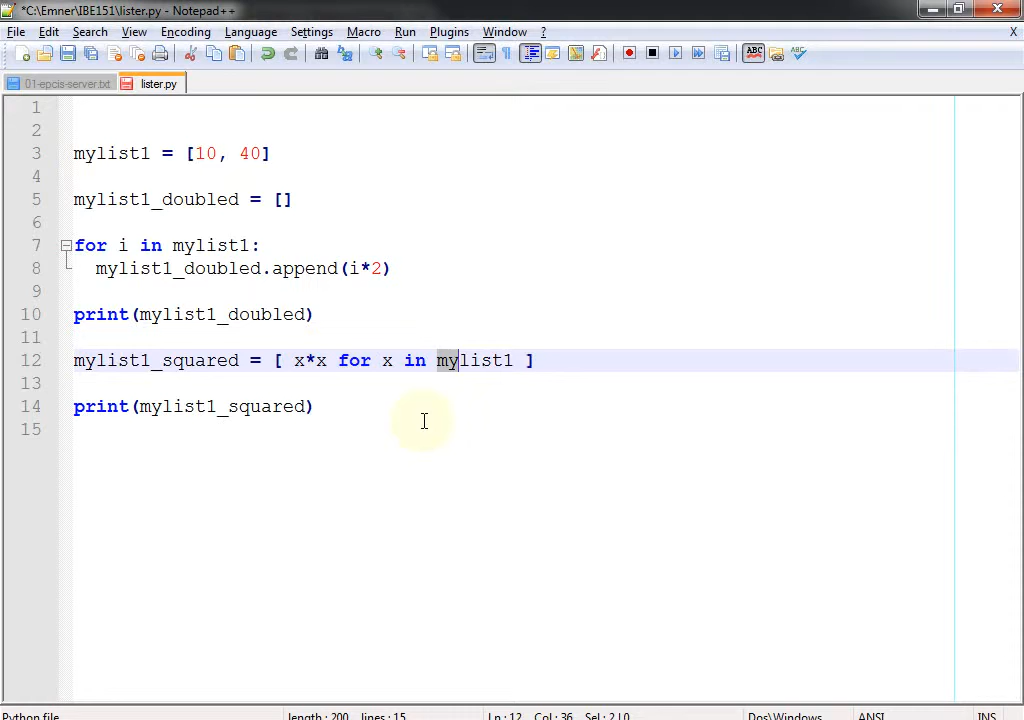 *C:\Emner\IBE151\lister.py - Notepad++
File Edit Search View Encoding Language Settings Macro Run Plugins Window ? X
01-epcis-server.txt lister.py
1
2
3 mylist1 = [10, 40]
4
5 mylist1_doubled = []
6
7 for i in mylist1:
8 mylist1_doubled.append(i*2)
9
10 print(mylist1_doubled)
11
12 mylist1_squared = [ x*x for x in mylist1 ]
13
14 print(mylist1_squared)
15
Python file length : 200 lines : 15 Ln : 12 Col : 36 Sel : 2 | 0 Dos\Windows ANSI INS